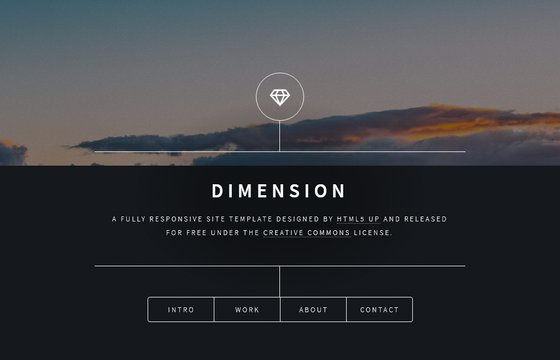 DIMENSION
A FULLY RESPONSIVE SITE TEMPLATE DESIGNED BY HTML5 UP AND RELEASED
FOR FREE UNDER THE CREATIVE COMMONS LICENSE.
INTRO WORK ABOUT CONTACT